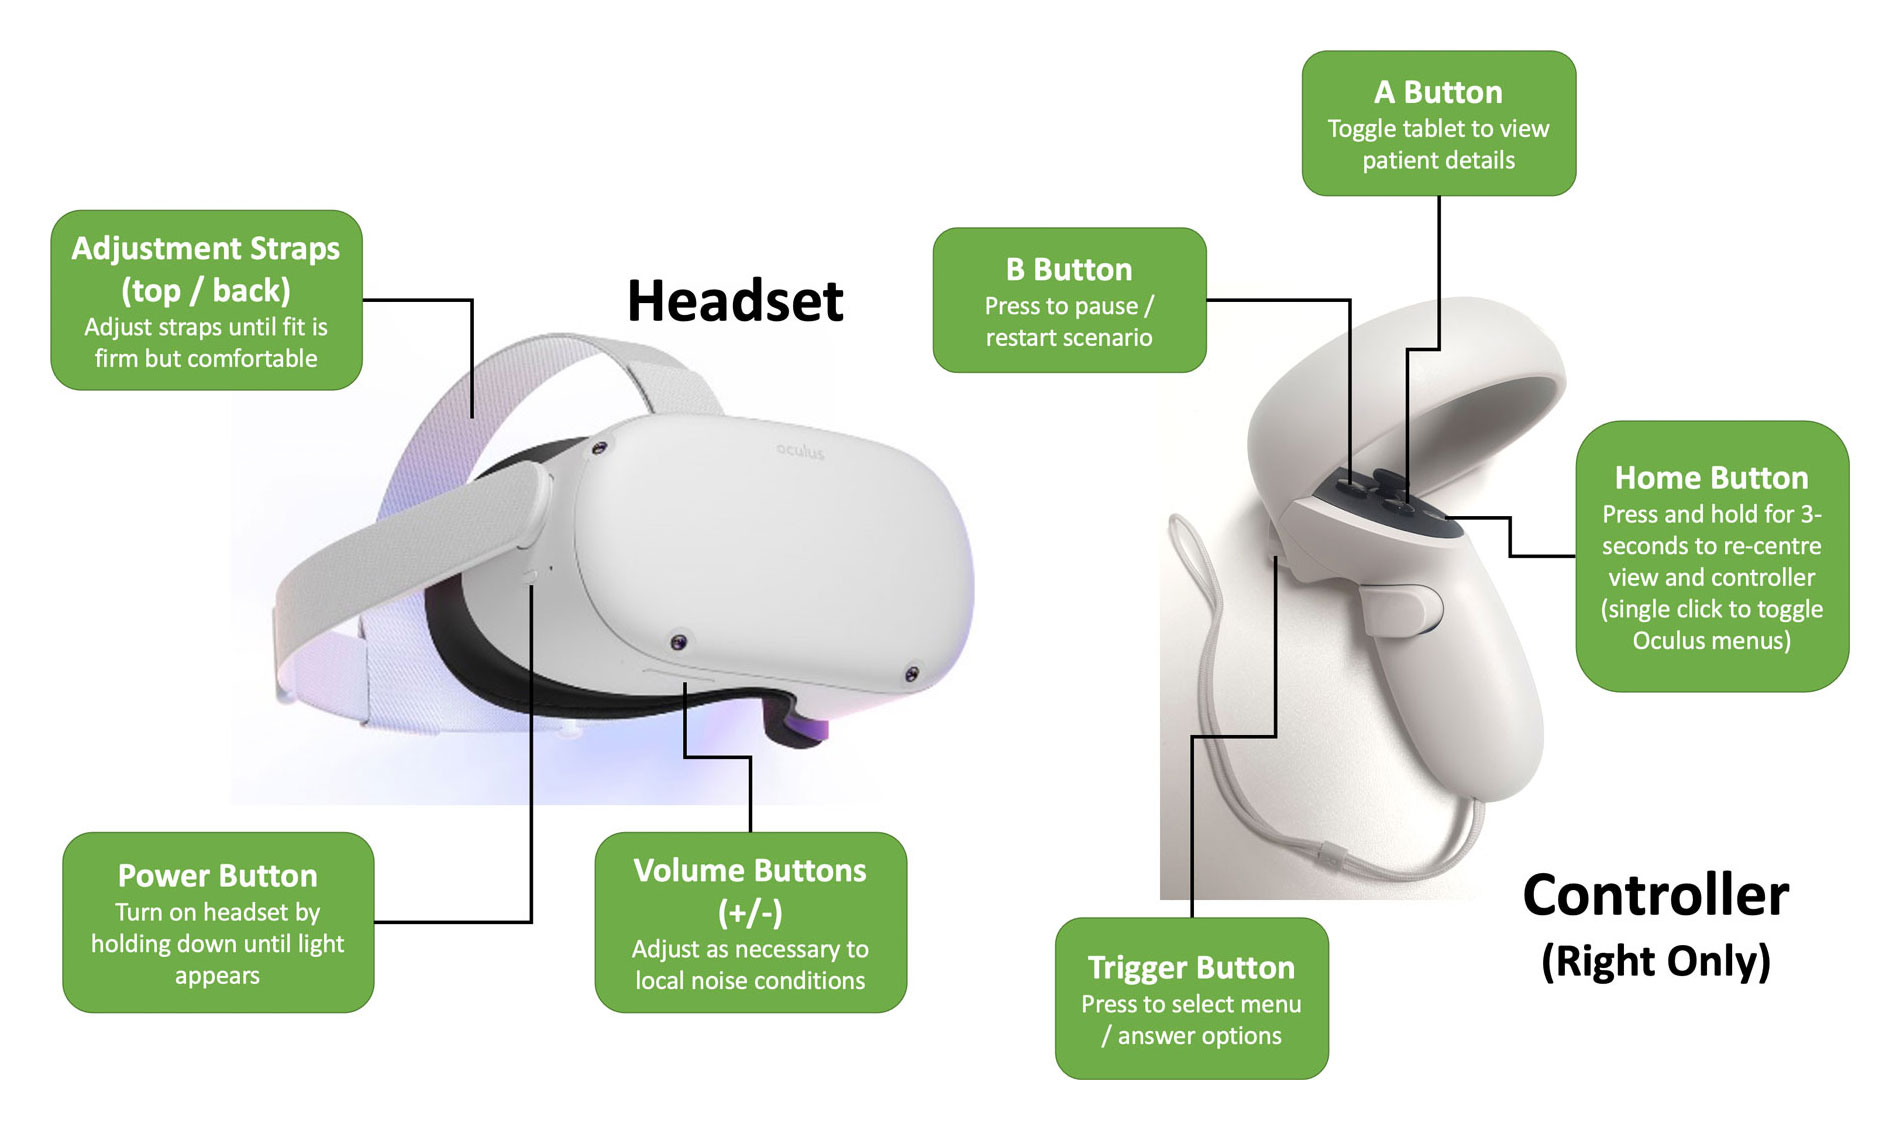 A Button
Toggle tablet to view
patient details
Adjustment Straps
(top / back)
Adjust straps until fit is
firm but comfortable
Headset
B Button
Press to pause /
restart scenario
oculus
Home Button
Press and hold for 3-
seconds to re-centre
view and controller
(single click to toggle
Oculus menus)
Power Button
Turn on headset by
holding down until light
appears
Volume Buttons
(+/-)
Adjust as necessary to
local noise conditions
Controller
(Right Only)
Trigger Button
Press to select menu
/ answer options